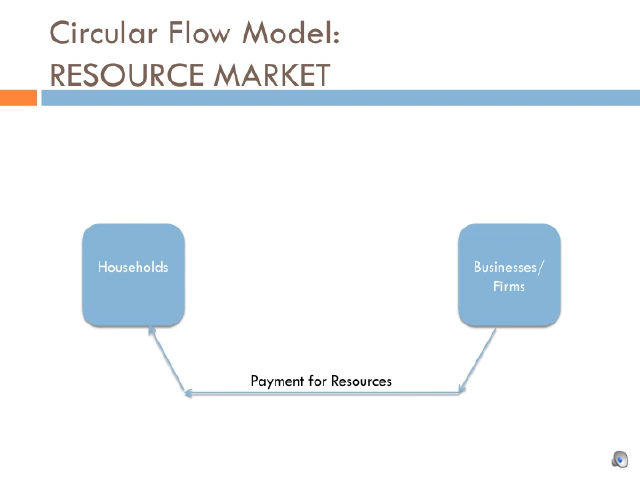 Circular Flow Model:
RESOURCE MARKET
Households
Businesses/
Firms
Payment for Resources